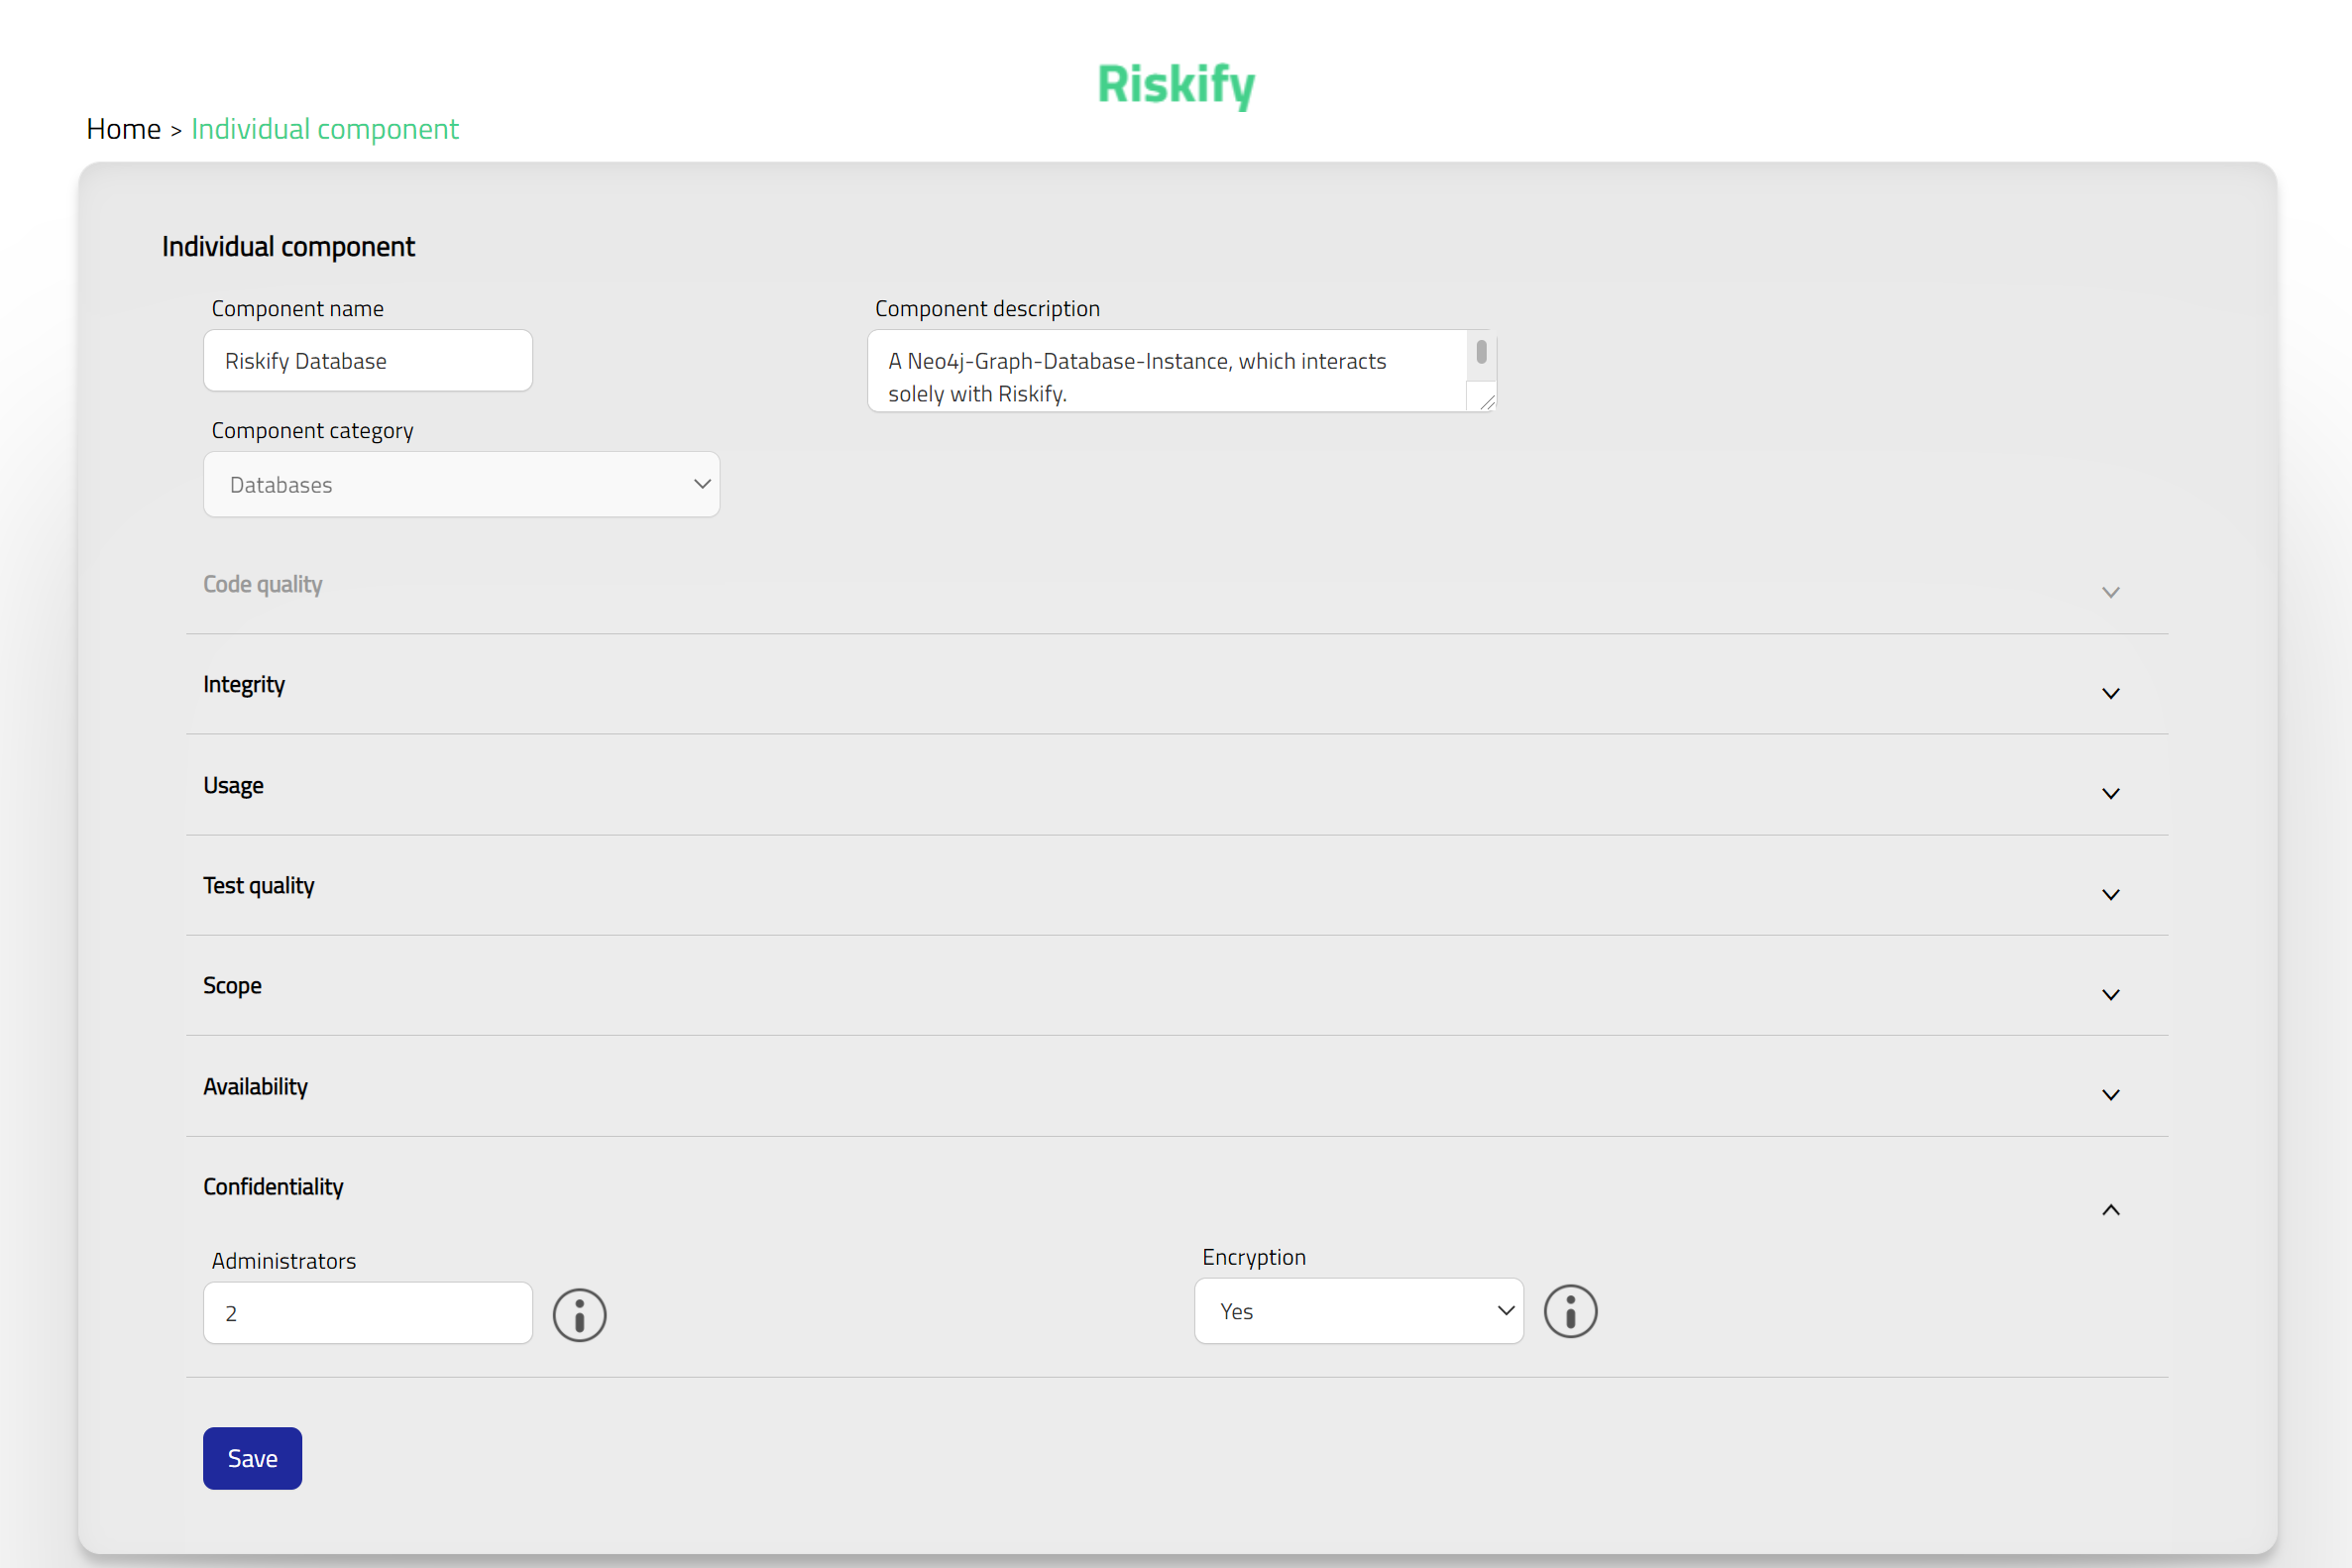 Riskify
Home > Individual component
Individual component
Component name
Riskify Database
Component description
A Neo4j-Graph-Database-Instance, which interacts
solely with Riskify.
Component category
Databases
Code quality
Integrity
Usage
Test quality
Scope
Availability
Confidentiality
Administrators
2
Encryption
Yes
Save